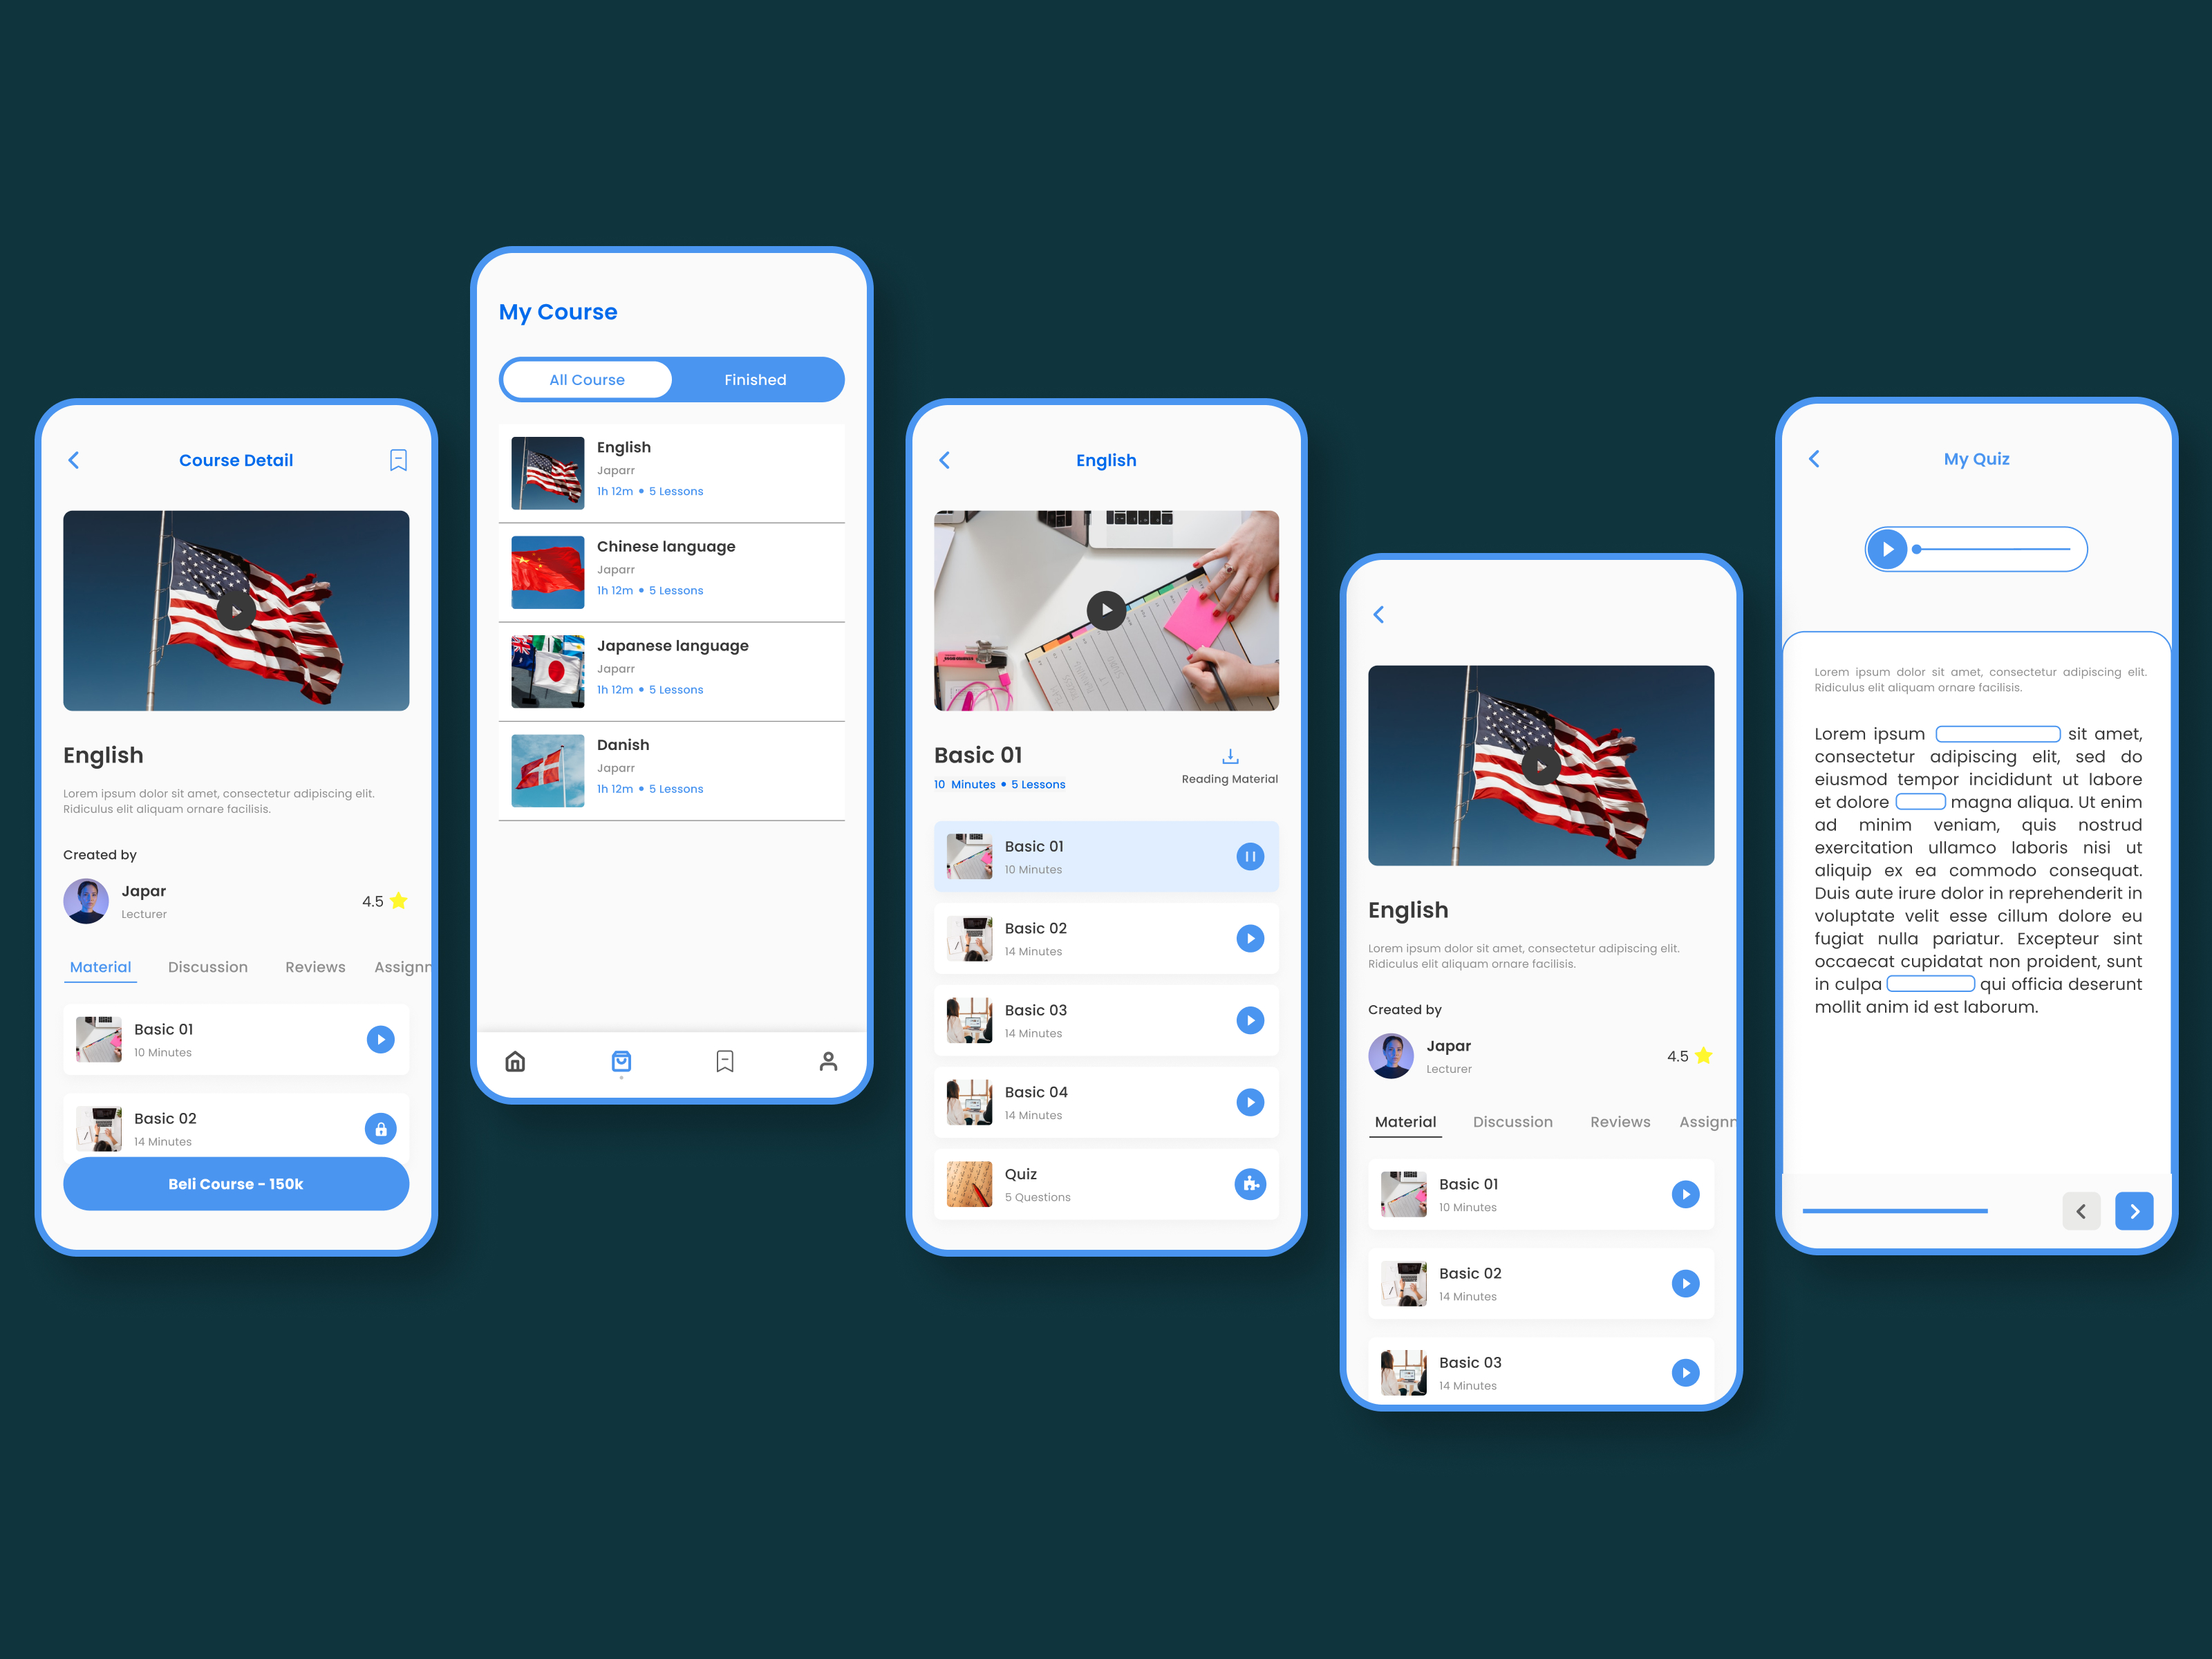 Course Detail
English
Lorem ipsum dolor sit amet, consectetur adipiscing elit.
Ridiculus elit aliquam ornare facilisis.
Created by
Japar
Lecturer
4.5
Material Discussion Reviews Assignn
Basic 01
10 Minutes
Basic 02
14 Minutes
Beli Course - 150k
My Course
All Course Finished
English
Japarr
1h 12m • 5 Lessons
Chinese language
Japarr
1h 12m • 5 Lessons
Japanese language
Japarr
1h 12m • 5 Lessons
Danish
Japarr
1h 12m • 5 Lessons
English
Basic 01
10 Minutes • 5 Lessons
Reading Material
Basic 01
10 Minutes
Basic 02
14 Minutes
Basic 03
14 Minutes
Basic 04
14 Minutes
Quiz
5 Questions
English
Lorem ipsum dolor sit amet, consectetur adipiscing elit.
Ridiculus elit aliquam ornare facilisis.
Created by
Japar
Lecturer
4.5
Material Discussion Reviews Assignn
Basic 01
10 Minutes
Basic 02
14 Minutes
Basic 03
14 Minutes
My Quiz
Lorem ipsum dolor sit amet, consectetur adipiscing elit.
Ridiculus elit aliquam ornare facilisis.
Lorem ipsum sit amet,
consectetur adipiscing elit, sed do
eiusmod tempor incididunt ut labore
et dolore magna aliqua. Ut enim
ad minim veniam, quis nostrud
exercitation ullamco laboris nisi ut
aliquip ex ea commodo consequat.
Duis aute irure dolor in reprehenderit in
voluptate velit esse cillum dolore eu
fugiat nulla pariatur. Excepteur sint
occaecat cupidatat non proident, sunt
in culpa qui officia deserunt
mollit anim id est laborum.